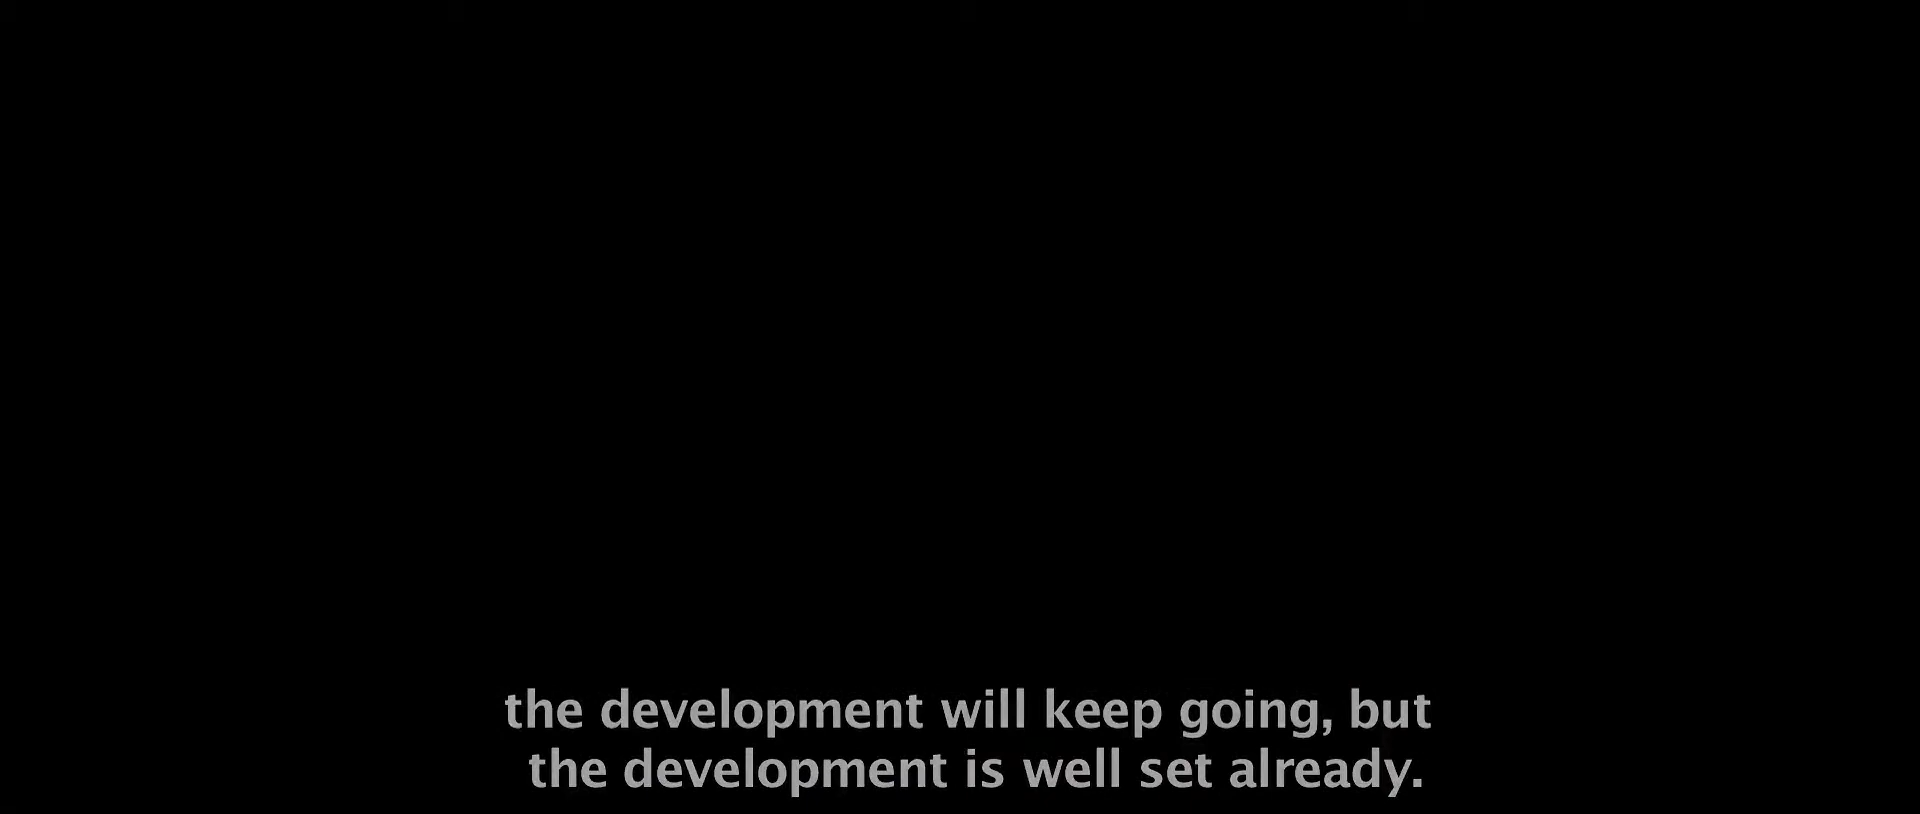 the development will keep going, but
the development is well set already.